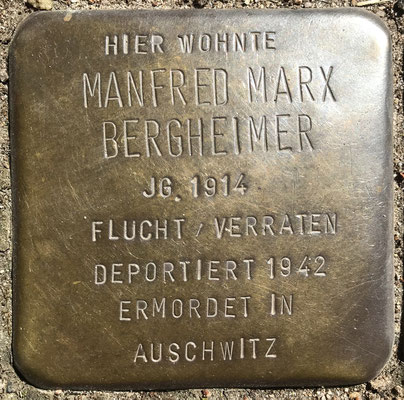 HIER WOHNTE
MANFRED MARX
BERGHEIMER
JG. 1914
FLUCHT / VERRATEN
DEPORTIERT 1942
ERMORDET IN
AUSCHWITZ